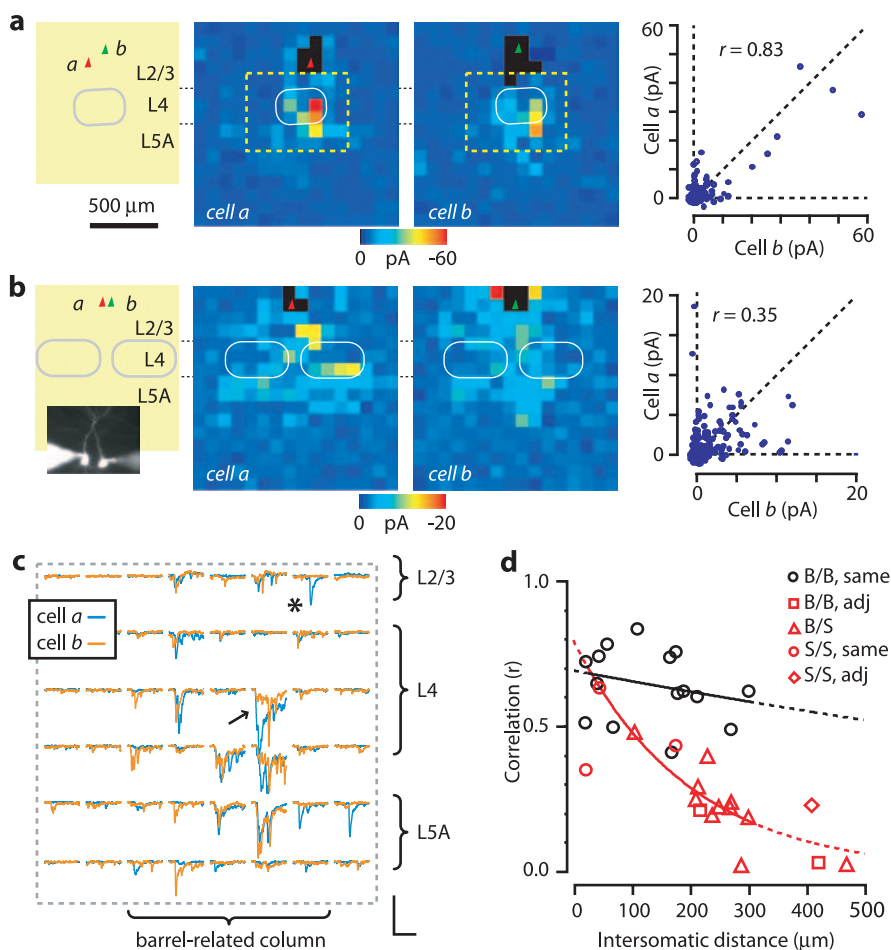 a
a
b
L2/3
L4
L5A
500 μm
cell a
cell b
0 pA -60
r = 0.83
Cell a (pA)
60
0
0 60
Cell b (pA)
b
a
b
L2/3
L4
L5A
cell a
cell b
0 pA -20
r = 0.35
Cell a (pA)
20
0
0 20
Cell b (pA)
c
cell a
cell b
*
L2/3
L4
L5A
barrel-related column
d
B/B, same
B/B, adj
B/S
S/S, same
S/S, adj
Correlation (r)
1.0
0.5
0.0
0 100 200 300 400 500
Intersomatic distance (μm)